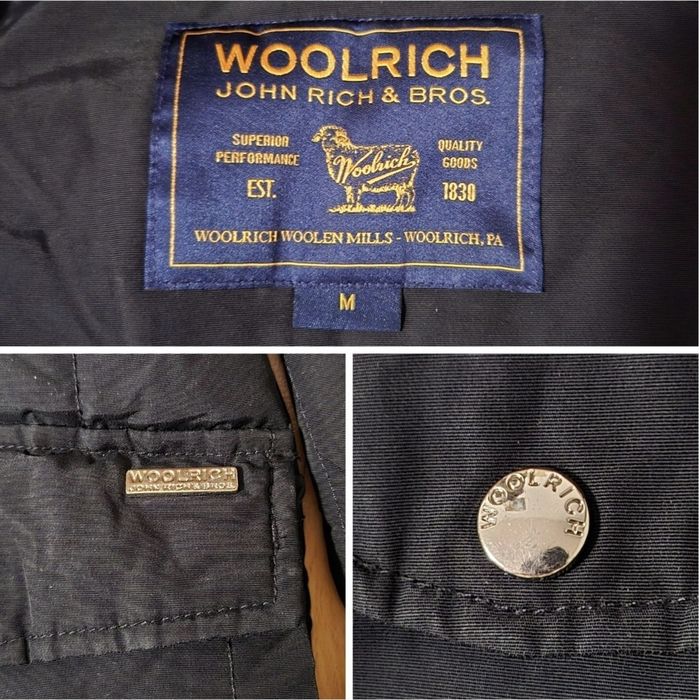 WOOLRICH
JOHN RICH & BROS.
SUPERIOR
PERFORMANCE
EST.
Woolrich
QUALITY
GOODS
1830
WOOLRICH WOOLEN MILLS - WOOLRICH, PA
M
WOOLRICH
JOHN RICH & BROS.
WOOLRICH